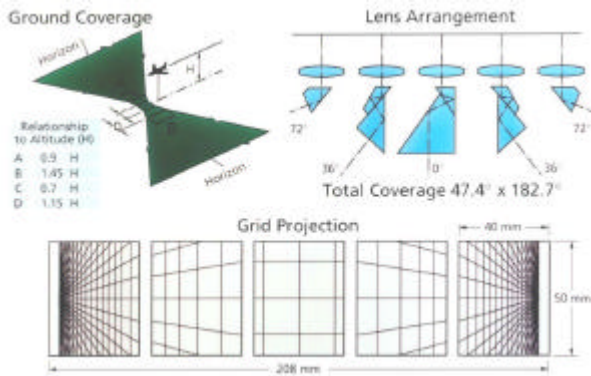 Ground Coverage
Lens Arrangement
Horizon
H
Horizon
Relationship
to Altitude (H)
A 0.9 H
B 1.45 H
C 0.7 H
D 1.15 H
72°
36°
0
36
72°
Total Coverage 47.4° x 182.7°
Grid Projection
40 mm
50 mm
208 mm